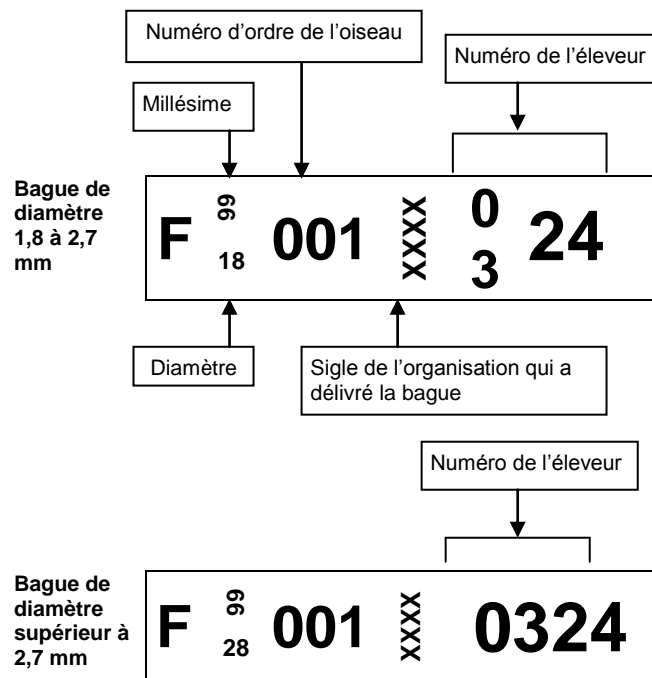 Numéro d’ordre de l’oiseau
Numéro de l’éleveur
Millésime
Bague de
diamètre
1,8 à 2,7
mm
F 99 18 001 XXXX 0 3 24
Diamètre
Sigle de l’organisation qui a
délivré la bague
Numéro de l’éleveur
Bague de
diamètre
supérieur à
2,7 mm
F 99 28 001 XXXX 0324